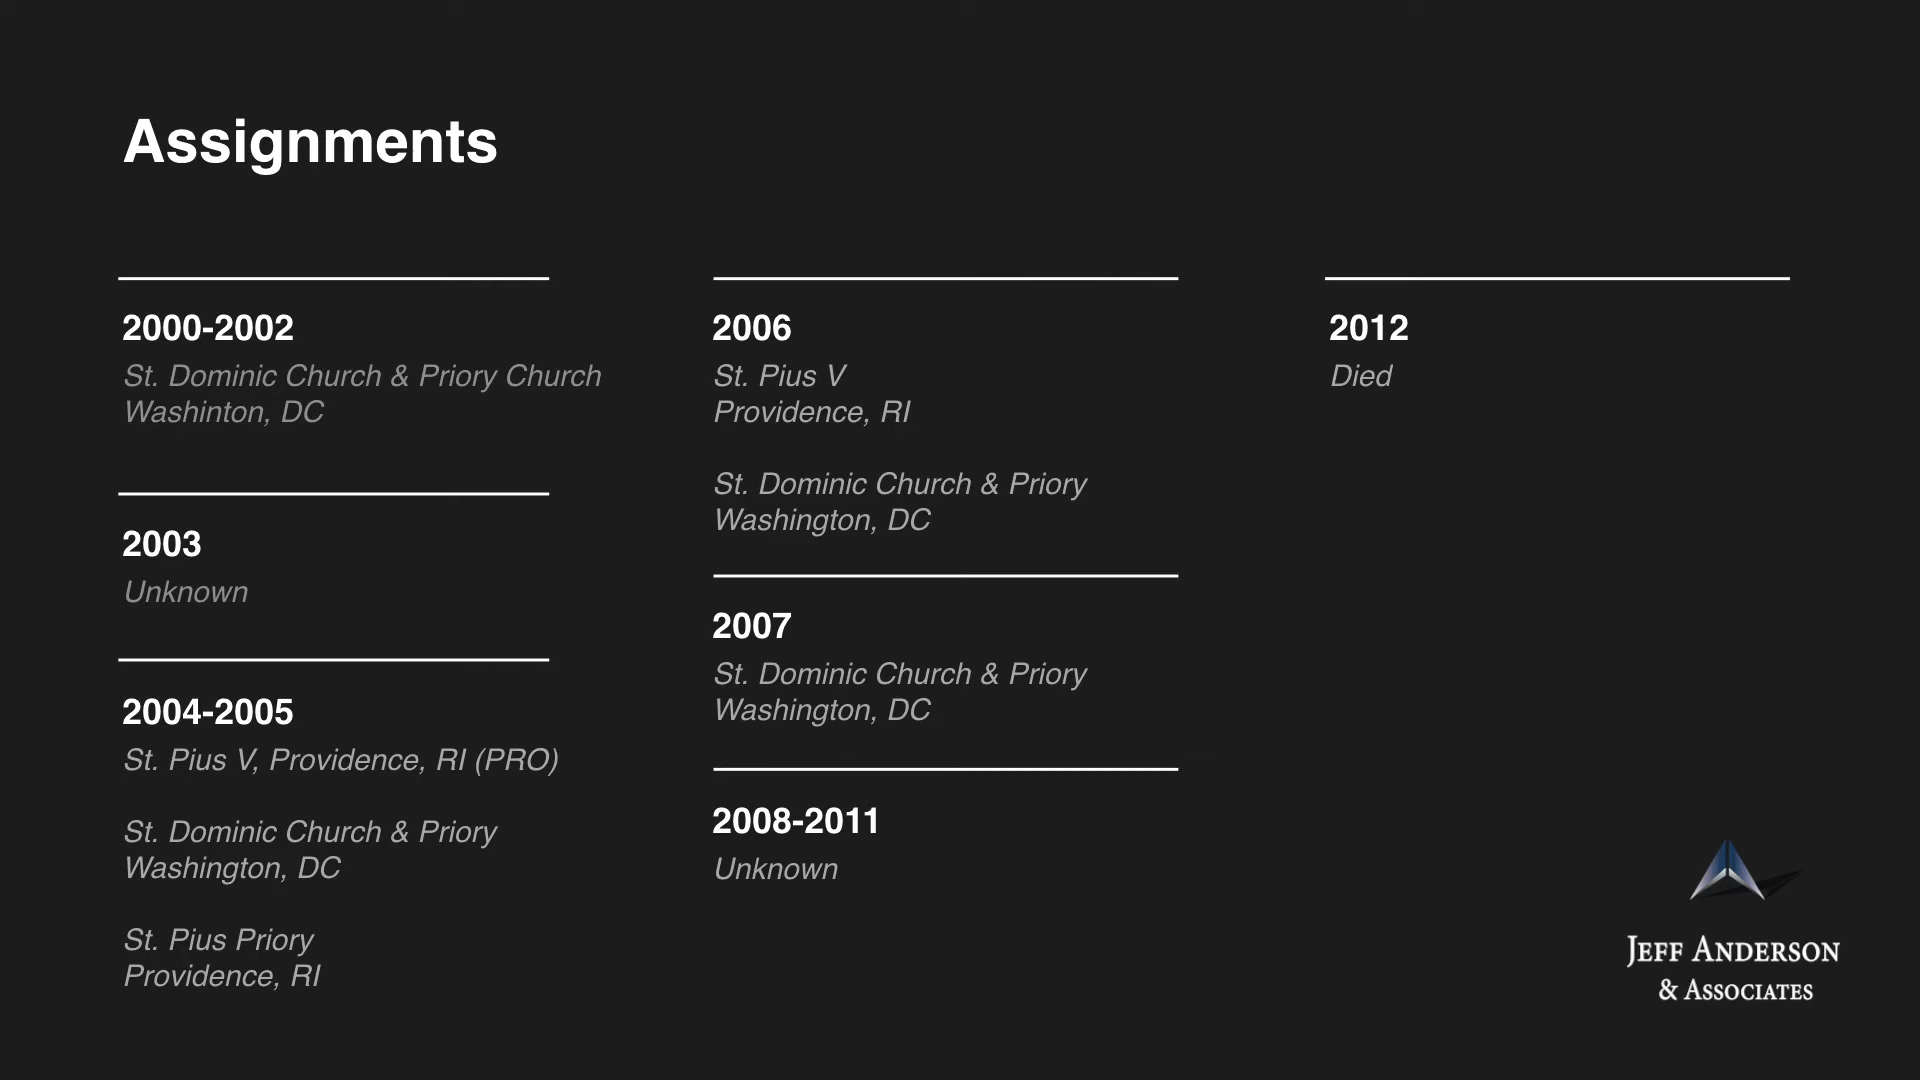 Assignments
2000-2002
St. Dominic Church & Priory Church
Washinton, DC
2003
Unknown
2004-2005
St. Pius V, Providence, RI (PRO)
St. Dominic Church & Priory
Washington, DC
St. Pius Priory
Providence, RI
2006
St. Pius V
Providence, RI
St. Dominic Church & Priory
Washington, DC
2007
St. Dominic Church & Priory
Washington, DC
2008-2011
Unknown
2012
Died
JEFF ANDERSON
& ASSOCIATES